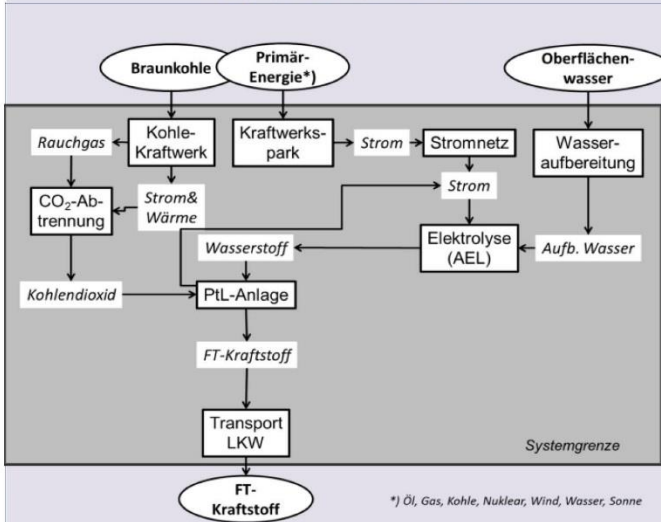 Braunkohle
Primär-
Energie*)
Oberflächen-
wasser
Rauchgas
Kohle-
Kraftwerk
Kraftwerks-
park
Strom
Stromnetz
Wasser-
aufbereitung
CO₂-Ab-
trennung
Strom&
Wärme
Strom
Wasserstoff
Elektrolyse
(AEL)
Aufb. Wasser
Kohlendioxid
PtL-Anlage
FT-Kraftstoff
Transport
LKW
Systemgrenze
FT-
Kraftstoff
*) Öl, Gas, Kohle, Nuklear, Wind, Wasser, Sonne